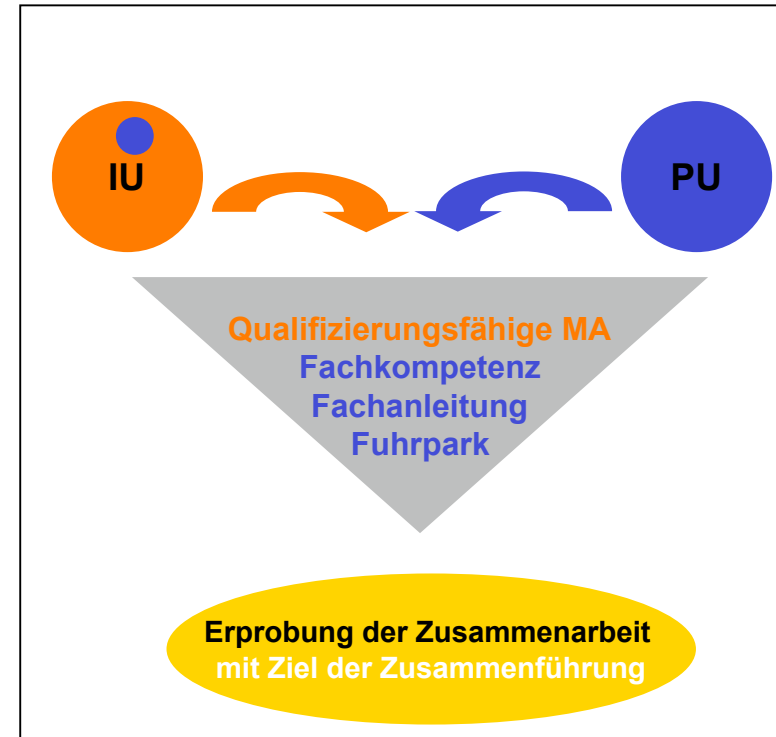 IU
PU
Qualifizierungsfähige MA
Fachkompetenz
Fachanleitung
Fuhrpark
Erprobung der Zusammenarbeit
mit Ziel der Zusammenführung